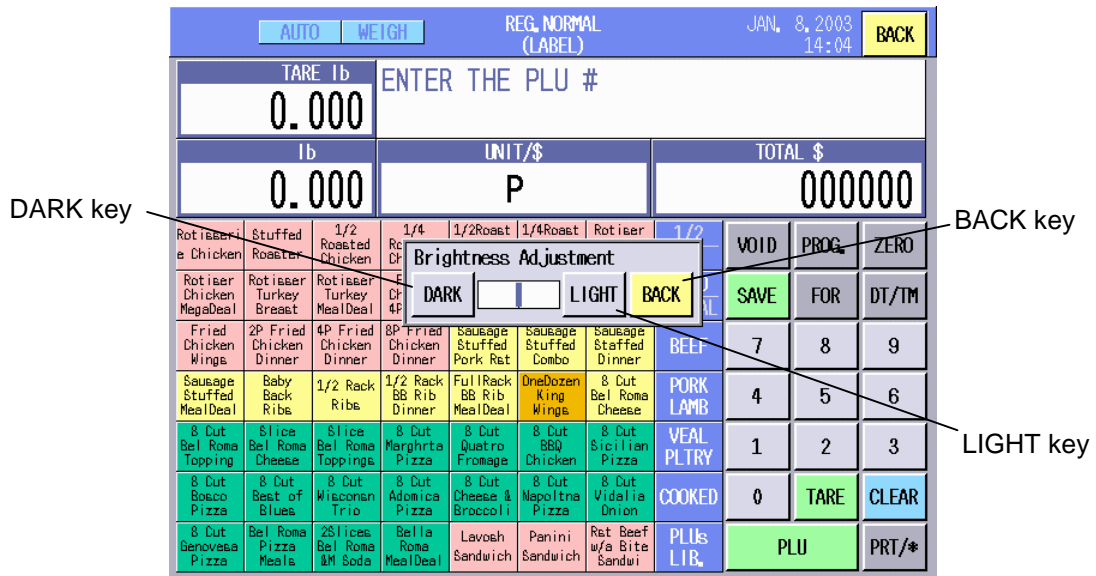 AUTO WEIGH REG. NORMAL JAN. 8. 2003 BACK
(LABEL) 14:04
TARE lb ENTER THE PLU #
0.000
lb UNIT/$ TOTAL $
0.000 P 000000
DARK key
BACK key
LIGHT key
Brightness Adjustment
DARK LIGHT BACK
Rotisseri Stuffed 1/2 1/4 1/2Roast 1/4Roast Rotiser 1/2
e Chicken Roaster Roasted Chicken
Rotiser Rotisser Rotisser
Chicken Turkey Turkey
MegaDeal Breast MealDeal
Fried 2P Fried 4P Fried 8P Fried Sausage Sausage Sausage
Chicken Chicken Chicken Chicken Stuffed Stuffed Staffed BEEF
Wings Dinner Dinner Dinner Pork Rst Combo Dinner
Sausage Baby 1/2 Rack 1/2 Rack FullRack OneDozen 8 Cut PORK
Stuffed Back Ribs BB Rib BB Rib King Bel Roma LAMB
MealDeal Ribs Dinner MealDeal Wings Cheese
8 Cut Slice Slice 8 Cut 8 Cut 8 Cut 8 Cut VEAL
Bel Roma Bel Roma Bel Roma Marghrta Quatro BBQ Sicilian PLTRY
Topping Cheese Toppings Pizza Fromage Chicken Pizza
8 Cut 8 Cut 8 Cut 8 Cut 8 Cut 8 Cut 8 Cut COOKED
Bosco Best of Wisconsn Adomica Cheese & Napoltna Vidalia
Pizza Blues Trio Pizza Broccoli Pizza Onion
8 Cut Bel Roma 2Slices Bella Lavosh Panini Rst Beef PLUs
Genovesa Pizza Bel Roma Roma Sandwich Sandwich w/a Bite LIB.
Pizza Meals &M Soda MealDeal Sandwi
VOID PROG. ZERO
SAVE FOR DT/TM
7 8 9
4 5 6
1 2 3
0 TARE CLEAR
PLU PRT/*